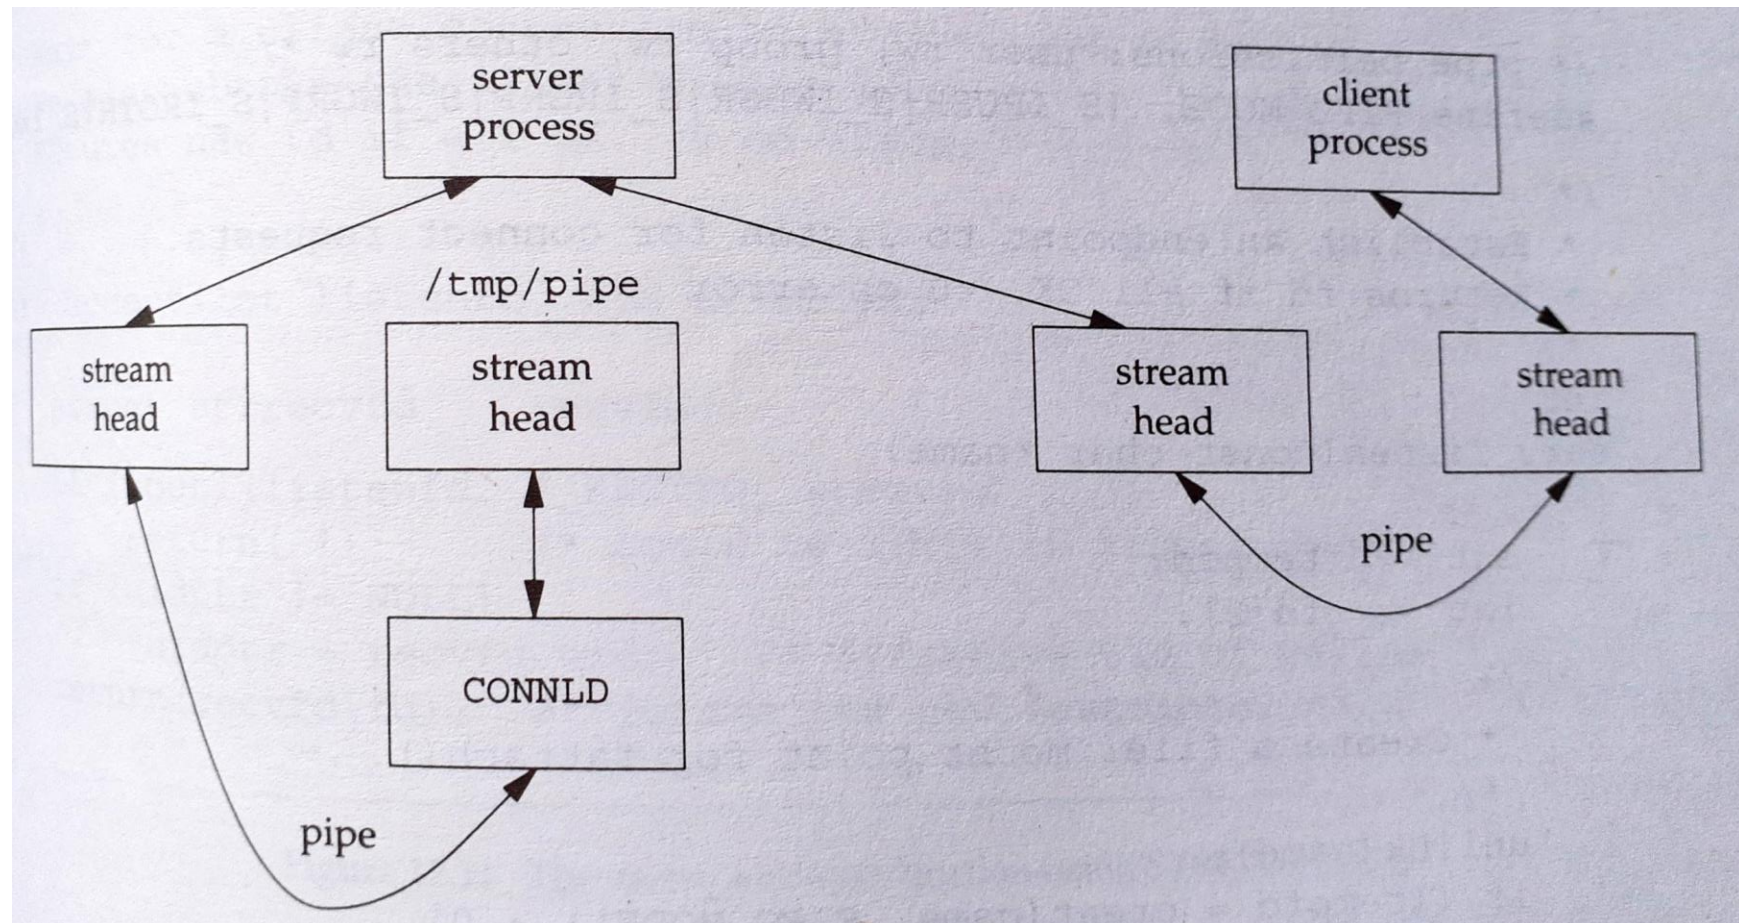 server
process
client
process
/tmp/pipe
stream
head
stream
head
stream
head
stream
head
pipe
CONNLD
pipe